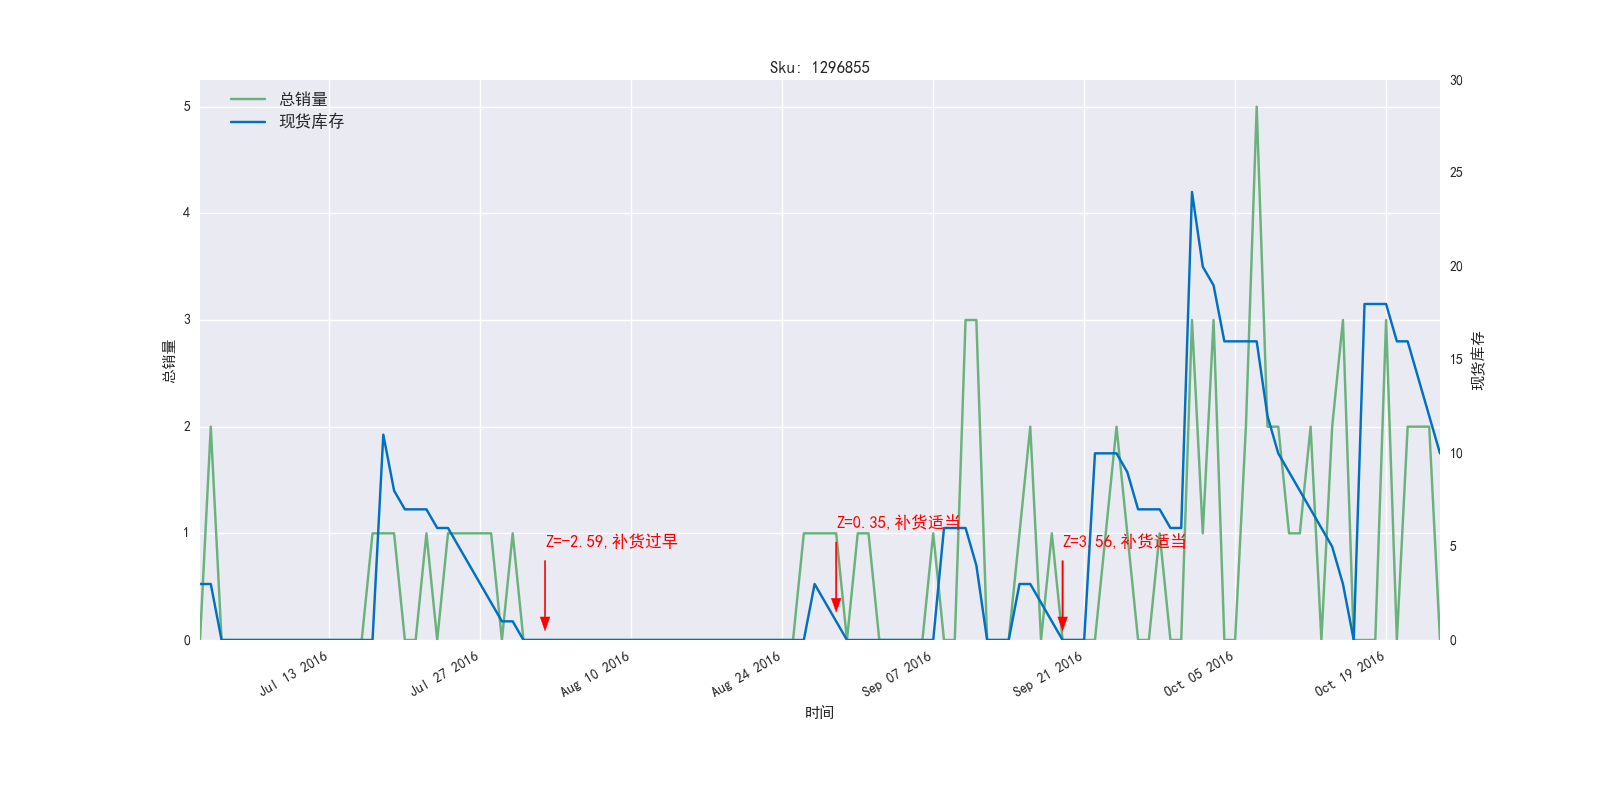 Sku: 1296855
总销量
现货库存
5
4
3
2
1
0
30
25
20
15
10
5
0
总销量
现货库存
Z=-2.59,补货过早
Z=0.35,补货适当
Z=3.56,补货适当
Jul 13 2016
Jul 27 2016
Aug 10 2016
Aug 24 2016
Sep 07 2016
Sep 21 2016
Oct 05 2016
Oct 19 2016
时间